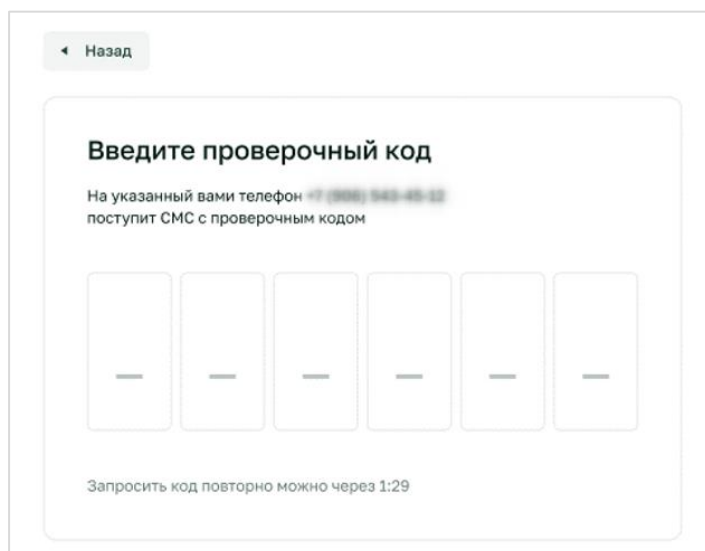 Назад
Введите проверочный код
На указанный вами телефон
поступит СМС с проверочным кодом
Запросить код повторно можно через 1:29